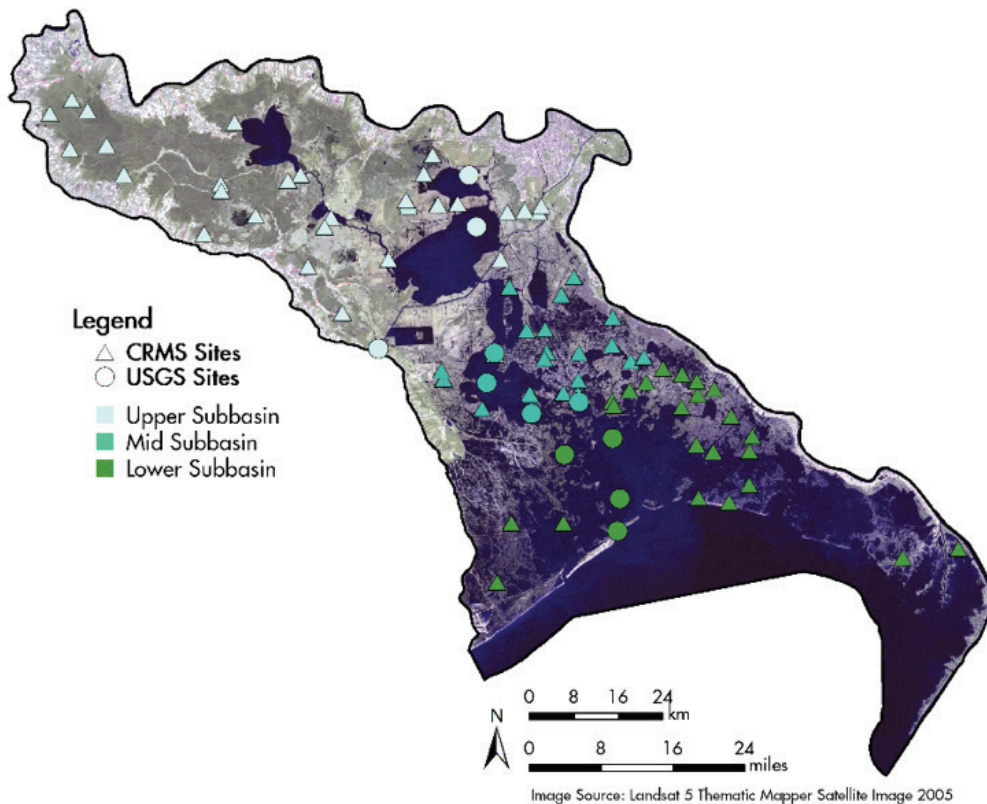 Legend
CRMS Sites
USGS Sites
Upper Subbasin
Mid Subbasin
Lower Subbasin
N
0 8 16 24
km
0 8 16 24
miles
Image Source: Landsat 5 Thematic Mapper Satellite Image 2005